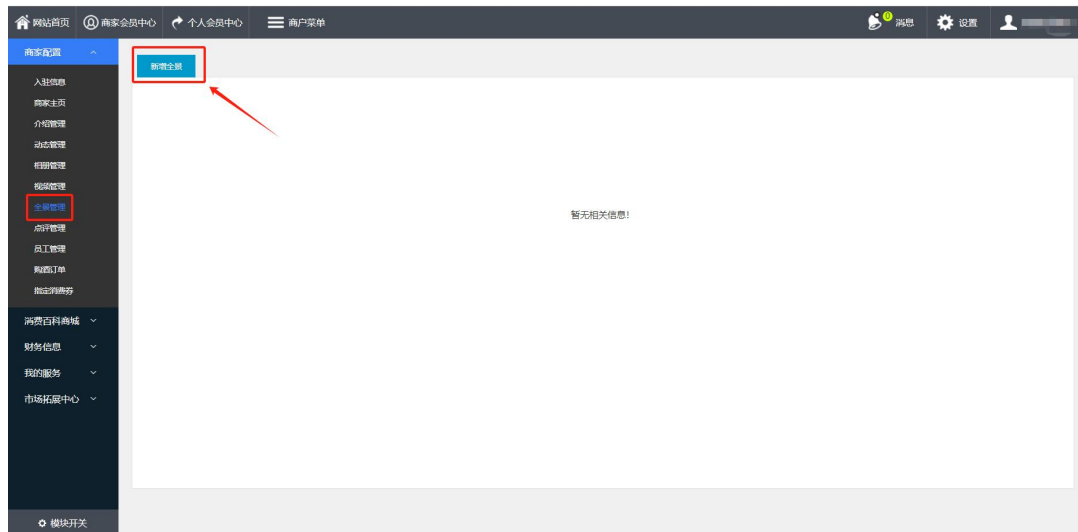 网站首页 商家会员中心 个人会员中心 商户菜单 0 消息 设置
商家配置
新增全景
入驻信息
商家主页
介绍管理
动态管理
相册管理
视频管理
全景管理
暂无相关信息!
点评管理
员工管理
购酒订单
指定消费券
消费百科商城
财务信息
我的服务
市场拓展中心
模块开关